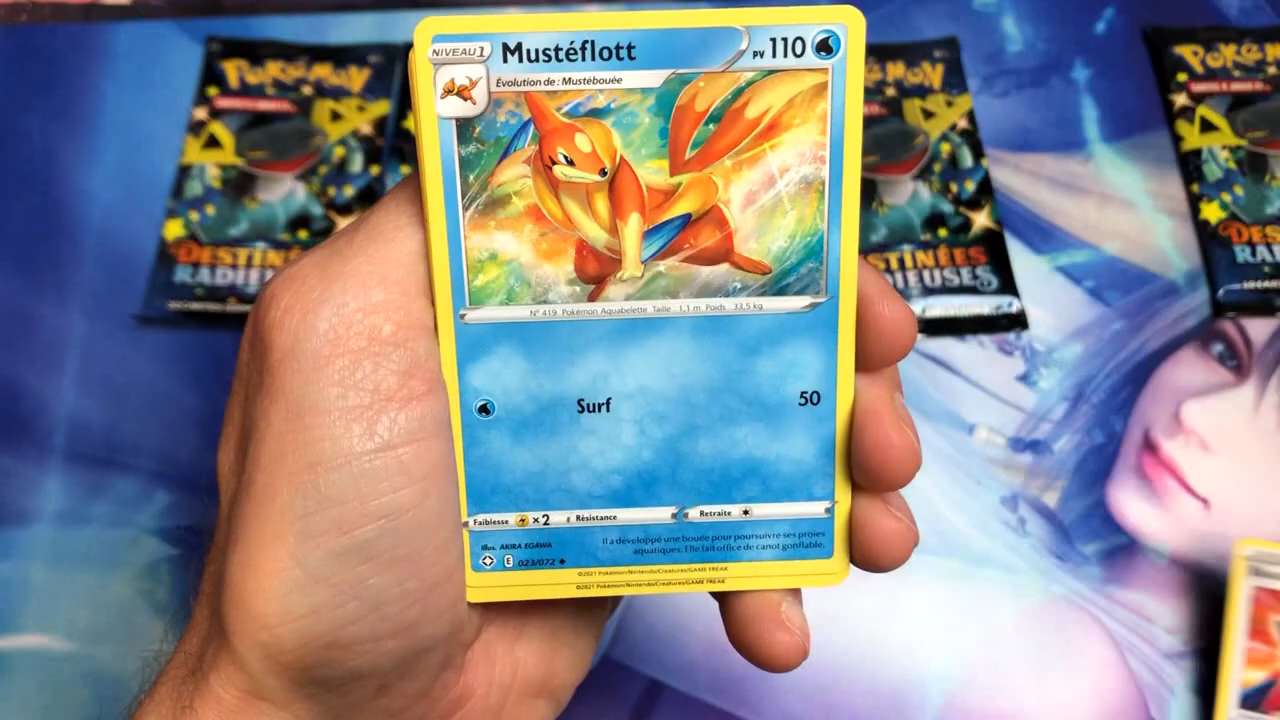 NIVEAU 1
Mustéflott
PV 110
Évolution de : Mustébouée
N° 419 Pokémon Aquabelette Taille 1,1 m Poids 33,5 kg
Surf
50
Faiblesse ×2 Résistance
Retraite
Illus. AKIRA EGAWA
Il a développé une bouée pour poursuivre ses proies
aquatiques. Elle fait office de canot gonflable.
E 023/072
©2021 Pokémon/Nintendo/Creatures/GAME FREAK
©2021 Pokémon/Nintendo/Creatures/GAME FREAK
POKÉMON
DESTINÉES